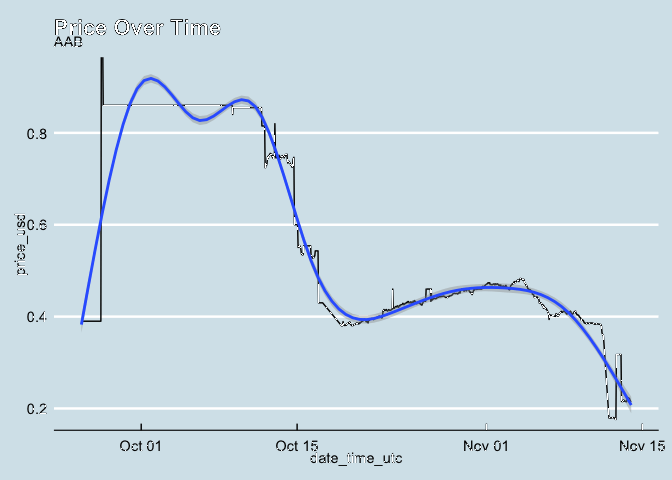 Price Over Time
AAB
0.8
0.6
0.4
0.2
price_usd
Oct 01
Oct 15
Nov 01
Nov 15
date_time_utc